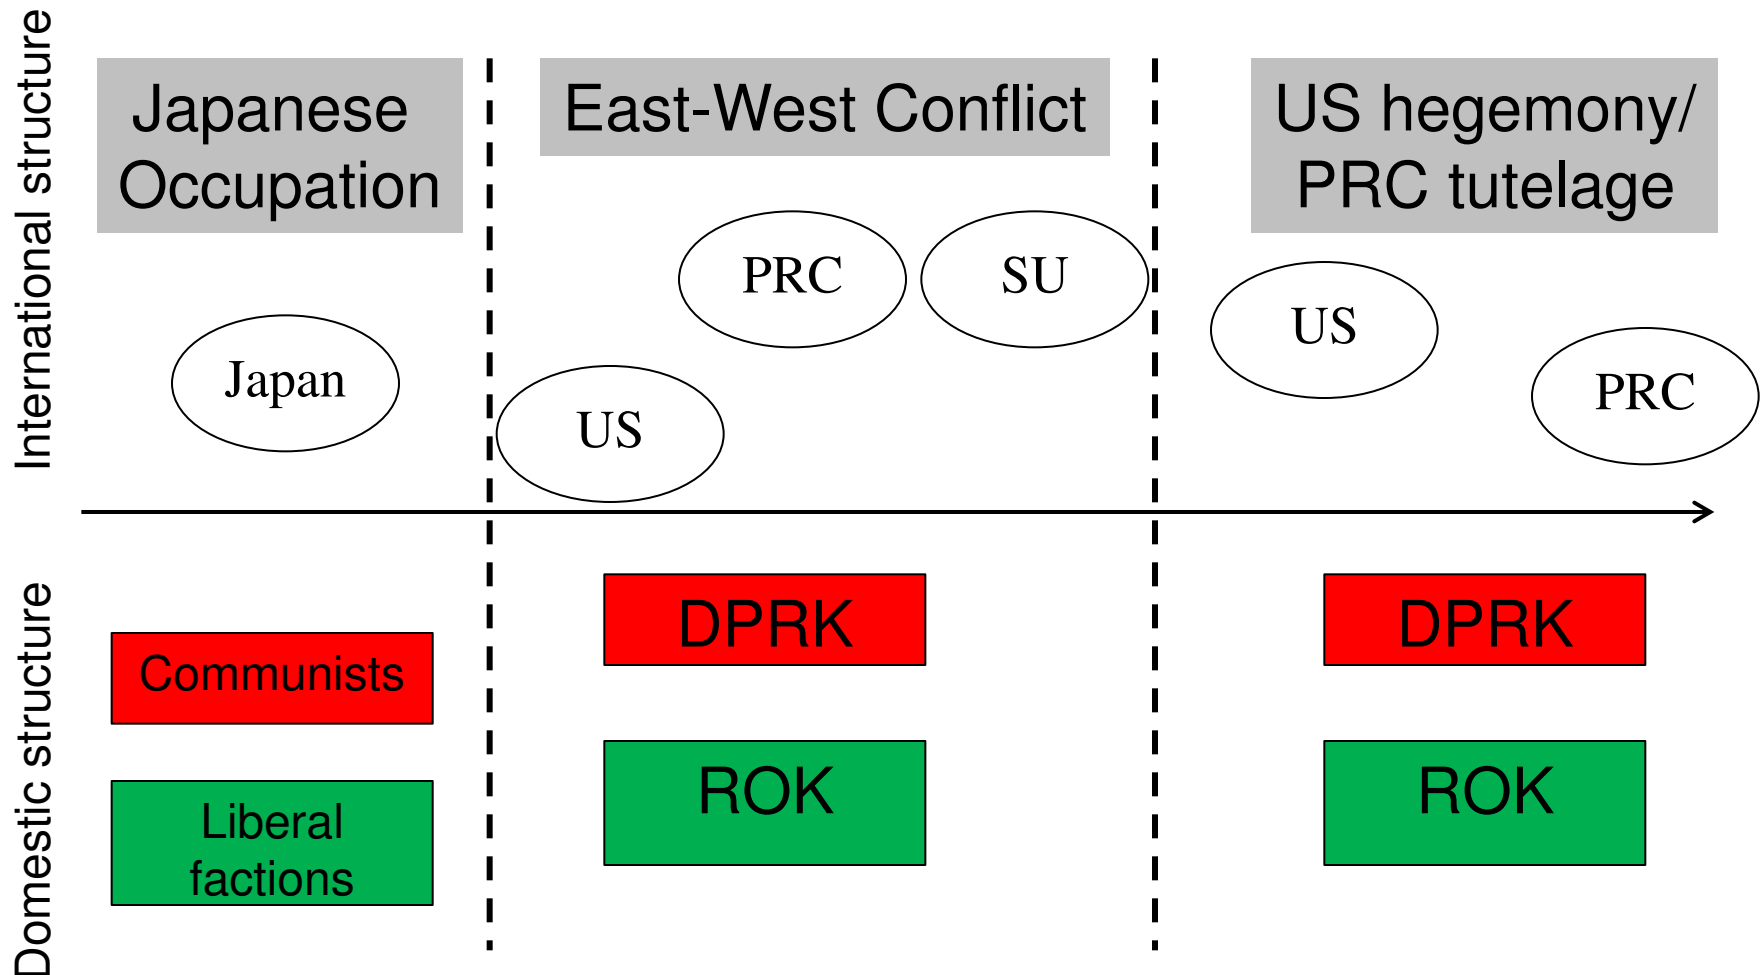 International structure
Japanese
Occupation
East-West Conflict
US hegemony/
PRC tutelage
Japan
US
PRC
SU
US
PRC
Domestic structure
Communists
Liberal
factions
DPRK
ROK
DPRK
ROK